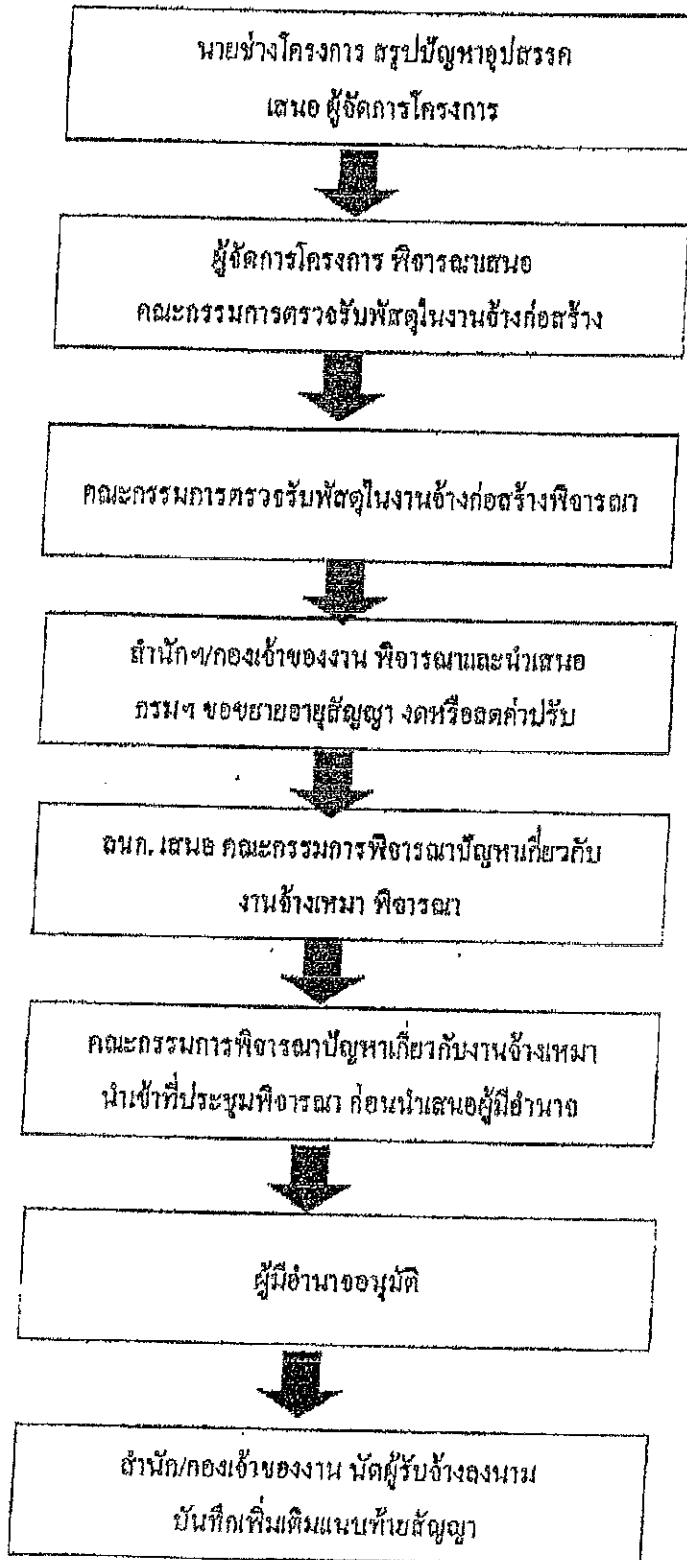 นายช่างโครงการ สรุปปัญหาอุปสรรค
เสนอ ผู้จัดการโครงการ
ผู้จัดการโครงการ พิจารณาเสนอ
คณะกรรมการตรวจรับพัสดุในงานจ้างก่อสร้าง
คณะกรรมการตรวจรับพัสดุในงานจ้างก่อสร้างพิจารณา
สำนักฯ/กองเจ้าของงาน พิจารณาและนำเสนอ
กรมฯ ขอขยายอายุสัญญา งดหรือลดค่าปรับ
อนก. เสนอ คณะกรรมการพิจารณาปัญหาเกี่ยวกับ
งานจ้างเหมา พิจารณา
คณะกรรมการพิจารณาปัญหาเกี่ยวกับงานจ้างเหมา
นำเข้าที่ประชุมพิจารณา ก่อนนำเสนอผู้มีอำนาจ
ผู้มีอำนาจอนุมัติ
สำนัก/กองเจ้าของงาน นัดผู้รับจ้างลงนาม
บันทึกเพิ่มเติมแนบท้ายสัญญา